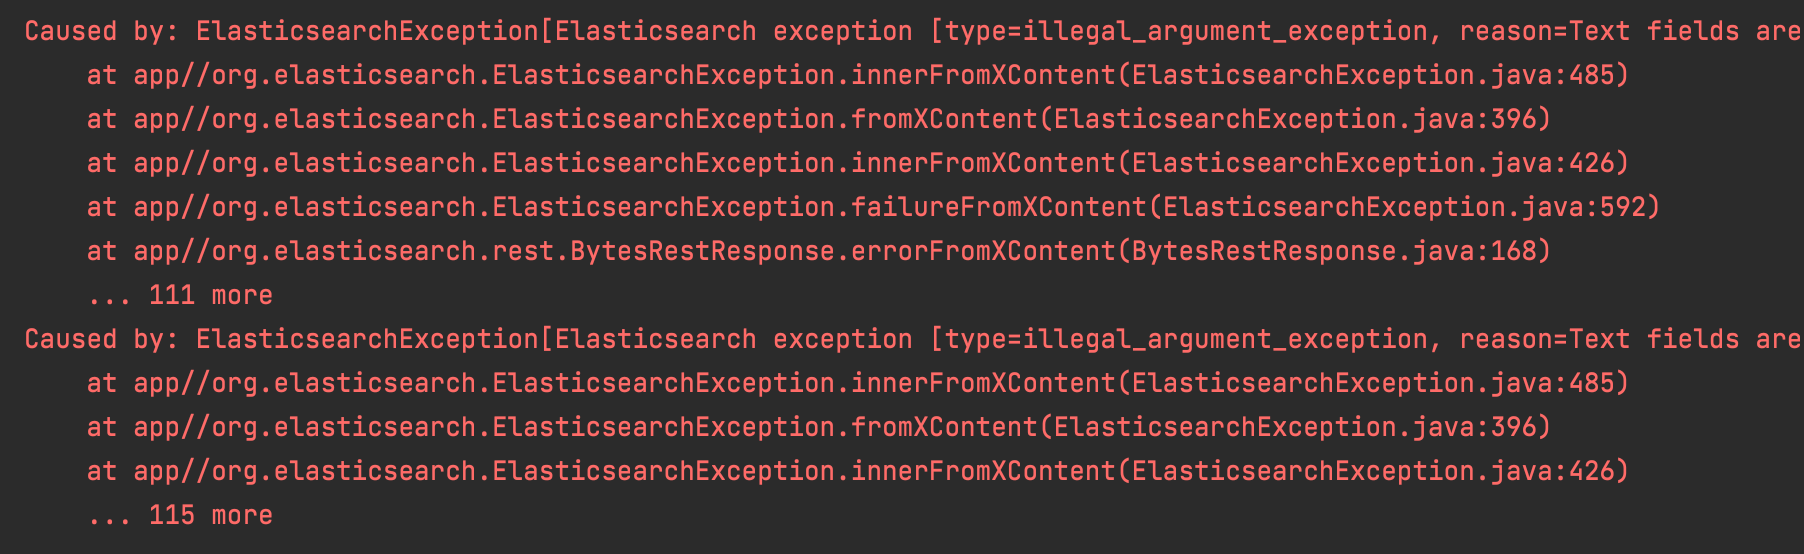 Caused by: ElasticsearchException[Elasticsearch exception [type=illegal_argument_exception, reason=Text fields are
at app//org.elasticsearch.ElasticsearchException.innerFromXContent(ElasticsearchException.java:485)
at app//org.elasticsearch.ElasticsearchException.fromXContent(ElasticsearchException.java:396)
at app//org.elasticsearch.ElasticsearchException.innerFromXContent(ElasticsearchException.java:426)
at app//org.elasticsearch.ElasticsearchException.failureFromXContent(ElasticsearchException.java:592)
at app//org.elasticsearch.rest.BytesRestResponse.errorFromXContent(BytesRestResponse.java:168)
... 111 more
Caused by: ElasticsearchException[Elasticsearch exception [type=illegal_argument_exception, reason=Text fields are
at app//org.elasticsearch.ElasticsearchException.innerFromXContent(ElasticsearchException.java:485)
at app//org.elasticsearch.ElasticsearchException.fromXContent(ElasticsearchException.java:396)
at app//org.elasticsearch.ElasticsearchException.innerFromXContent(ElasticsearchException.java:426)
... 115 more